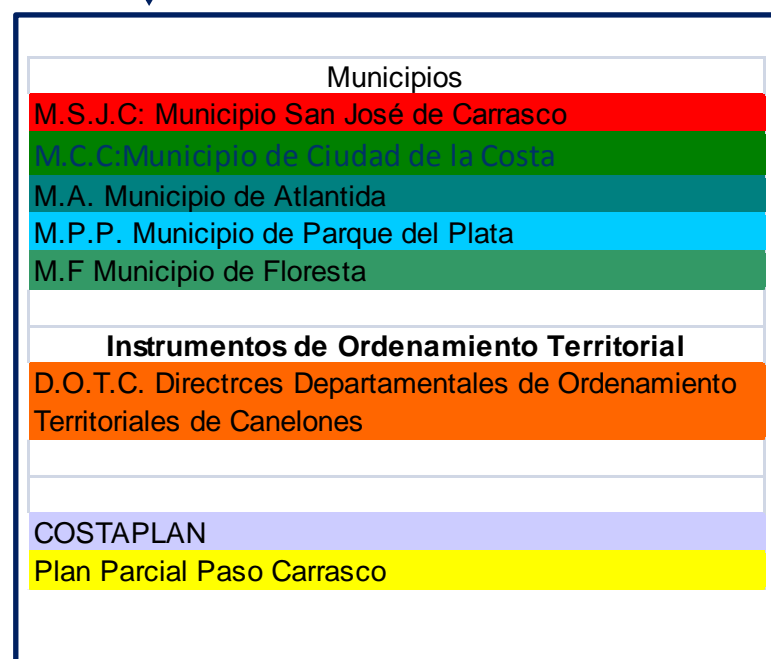 Municipios
M.S.J.C: Municipio San José de Carrasco
M.C.C:Municipio de Ciudad de la Costa
M.A. Municipio de Atlantida
M.P.P. Municipio de Parque del Plata
M.F Municipio de Floresta
Instrumentos de Ordenamiento Territorial
D.O.T.C. Directrces Departamentales de Ordenamiento
Territoriales de Canelones
COSTAPLAN
Plan Parcial Paso Carrasco